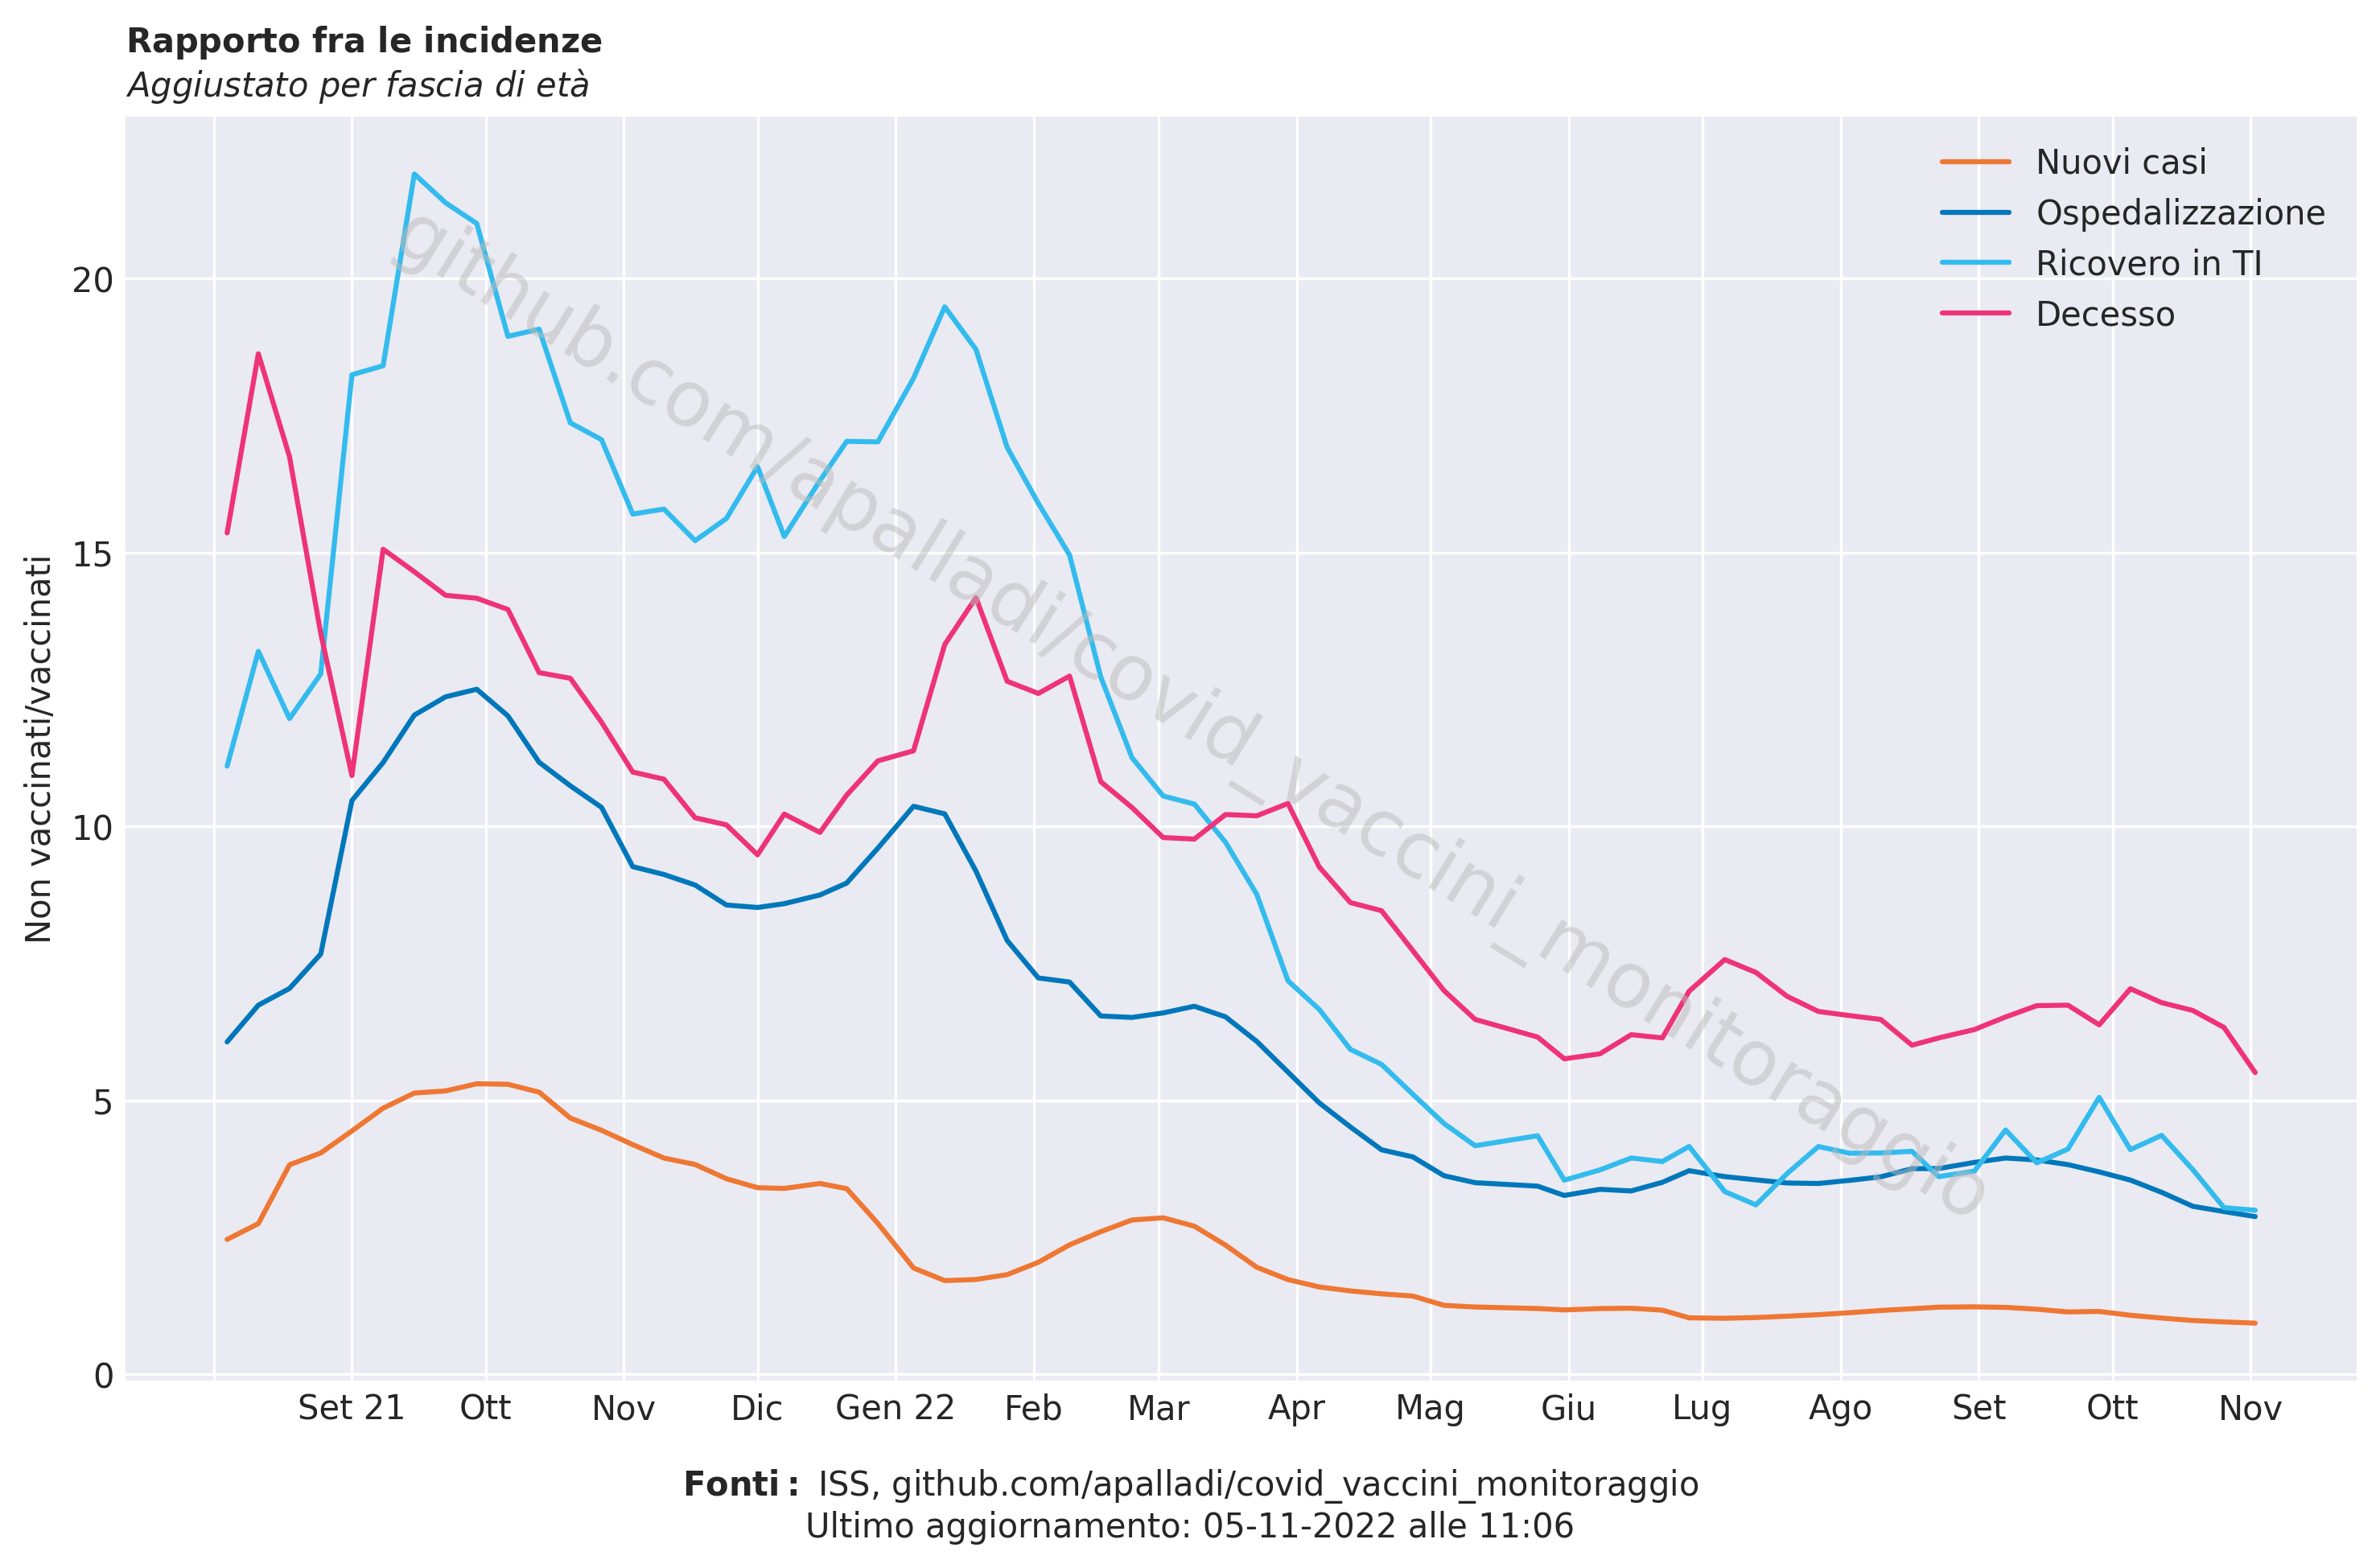 Rapporto fra le incidenze
Aggiustato per fascia di età
Nuovi casi
Ospedalizzazione
Ricovero in TI
Decesso
Non vaccinati/vaccinati
20
15
10
5
0
github.com/apalladi/covid_vaccini_monitoraggio
Set 21 Ott Nov Dic Gen 22 Feb Mar Apr Mag Giu Lug Ago Set Ott Nov
Fonti: ISS, github.com/apalladi/covid_vaccini_monitoraggio
Ultimo aggiornamento: 05-11-2022 alle 11:06